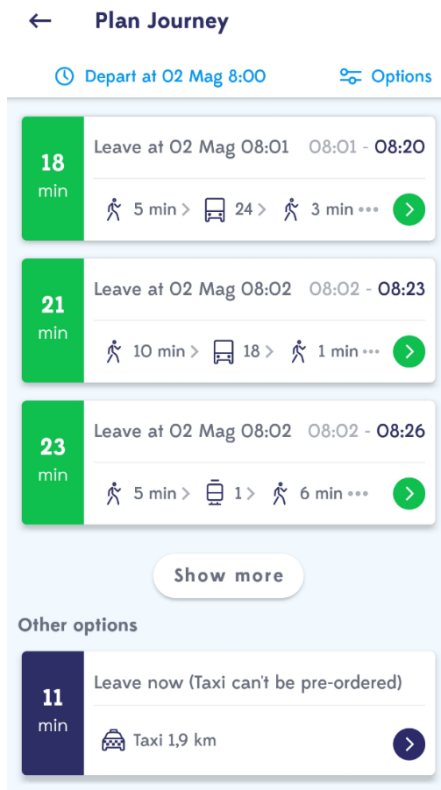 Plan Journey
Depart at 02 Mag 8:00 Options
18 min
Leave at 02 Mag 08:01 08:01 - 08:20
5 min > 24 > 3 min ••• >
21 min
Leave at 02 Mag 08:02 08:02 - 08:23
10 min > 18 > 1 min ••• >
23 min
Leave at 02 Mag 08:02 08:02 - 08:26
5 min > 1 > 6 min ••• >
Show more
Other options
11 min
Leave now (Taxi can't be pre-ordered)
Taxi 1,9 km >